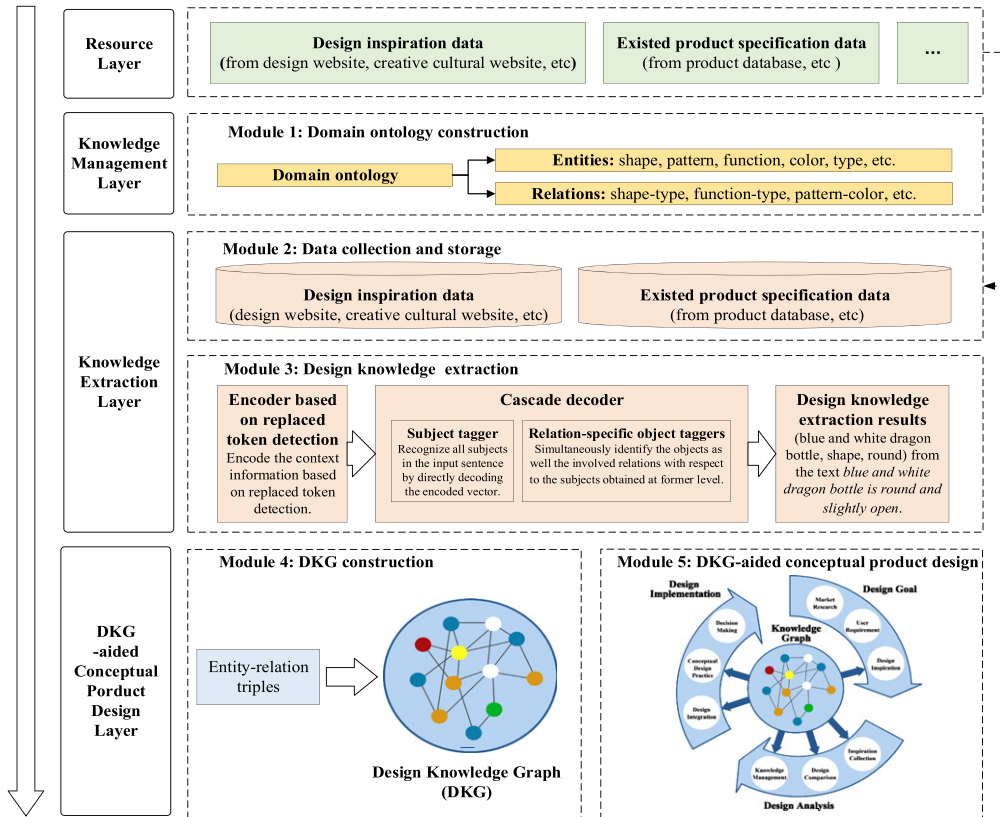 Resource
Layer
Design inspiration data
(from design website, creative cultural website, etc)
Existed product specification data
(from product database, etc )
...
Knowledge
Management
Layer
Module 1: Domain ontology construction
Domain ontology
Entities: shape, pattern, function, color, type, etc.
Relations: shape-type, function-type, pattern-color, etc.
Knowledge
Extraction
Layer
Module 2: Data collection and storage
Design inspiration data
(design website, creative cultural website, etc)
Existed product specification data
(from product database, etc)
Module 3: Design knowledge extraction
Encoder based
on replaced
token detection
Encode the context
information based
on replaced token
detection.
Cascade decoder
Subject tagger
Recognize all subjects
in the input sentence
by directly decoding
the encoded vector.
Relation-specific object taggers
Simultaneously identify the objects as
well the involved relations with respect
to the subjects obtained at former level.
Design knowledge
extraction results
(blue and white dragon
bottle, shape, round) from
the text blue and white
dragon bottle is round and
slightly open.
DKG
-aided
Conceptual
Porduct
Design
Layer
Module 4: DKG construction
Entity-relation
triples
Design Knowledge Graph
(DKG)
Module 5: DKG-aided conceptual product design
Design
Implementation
Design Goal
Market
Research
User
Requirement
Design
Inspiration
Decision
Making
Conceptual
Design
Practice
Design
Integration
Knowledge
Graph
Inspiration
Collection
Design
Comparison
Knowledge
Management
Design Analysis